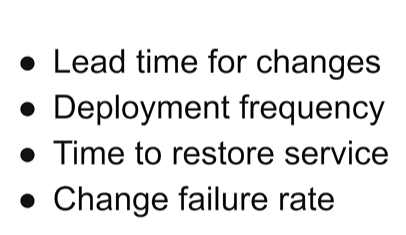 ● Lead time for changes
● Deployment frequency
● Time to restore service
● Change failure rate